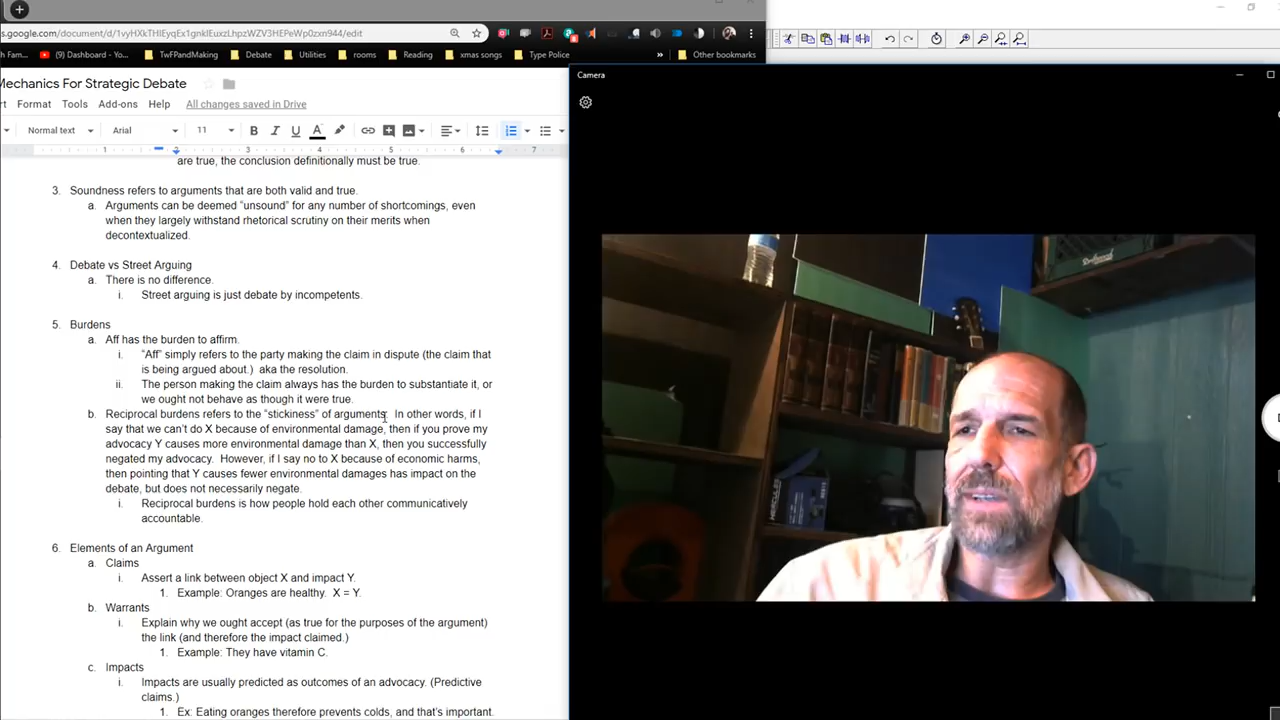 s.google.com/document/d/1vyHXkTHIEyqEx1gnklEuxzLhpzWZV3HEPeWp0zxn944/edit
h Fam... (9) Dashboard - Yo... TwFPandMaking Debate Utilities rooms Reading xmas songs Type Police » Other bookmarks
Mechanics For Strategic Debate
rt Format Tools Add-ons Help All changes saved in Drive
Normal text Arial 11 B I U A
1 2 3 4 5 6 7
Camera
are true, the conclusion definitionally must be true.
3. Soundness refers to arguments that are both valid and true.
a. Arguments can be deemed “unsound” for any number of shortcomings, even
when they largely withstand rhetorical scrutiny on their merits when
decontextualized.
4. Debate vs Street Arguing
a. There is no difference.
i. Street arguing is just debate by incompetents.
5. Burdens
a. Aff has the burden to affirm.
i. “Aff” simply refers to the party making the claim in dispute (the claim that
is being argued about.) aka the resolution.
ii. The person making the claim always has the burden to substantiate it, or
we ought not behave as though it were true.
b. Reciprocal burdens refers to the “stickiness” of arguments. In other words, if I
say that we can’t do X because of environmental damage, then if you prove my
advocacy Y causes more environmental damage than X, then you successfully
negated my advocacy. However, if I say no to X because of economic harms,
then pointing that Y causes fewer environmental damages has impact on the
debate, but does not necessarily negate.
i. Reciprocal burdens is how people hold each other communicatively
accountable.
6. Elements of an Argument
a. Claims
i. Assert a link between object X and impact Y.
1. Example: Oranges are healthy. X = Y.
b. Warrants
i. Explain why we ought accept (as true for the purposes of the argument)
the link (and therefore the impact claimed.)
1. Example: They have vitamin C.
c. Impacts
i. Impacts are usually predicted as outcomes of an advocacy. (Predictive
claims.)
1. Ex: Eating oranges therefore prevents colds, and that’s important.